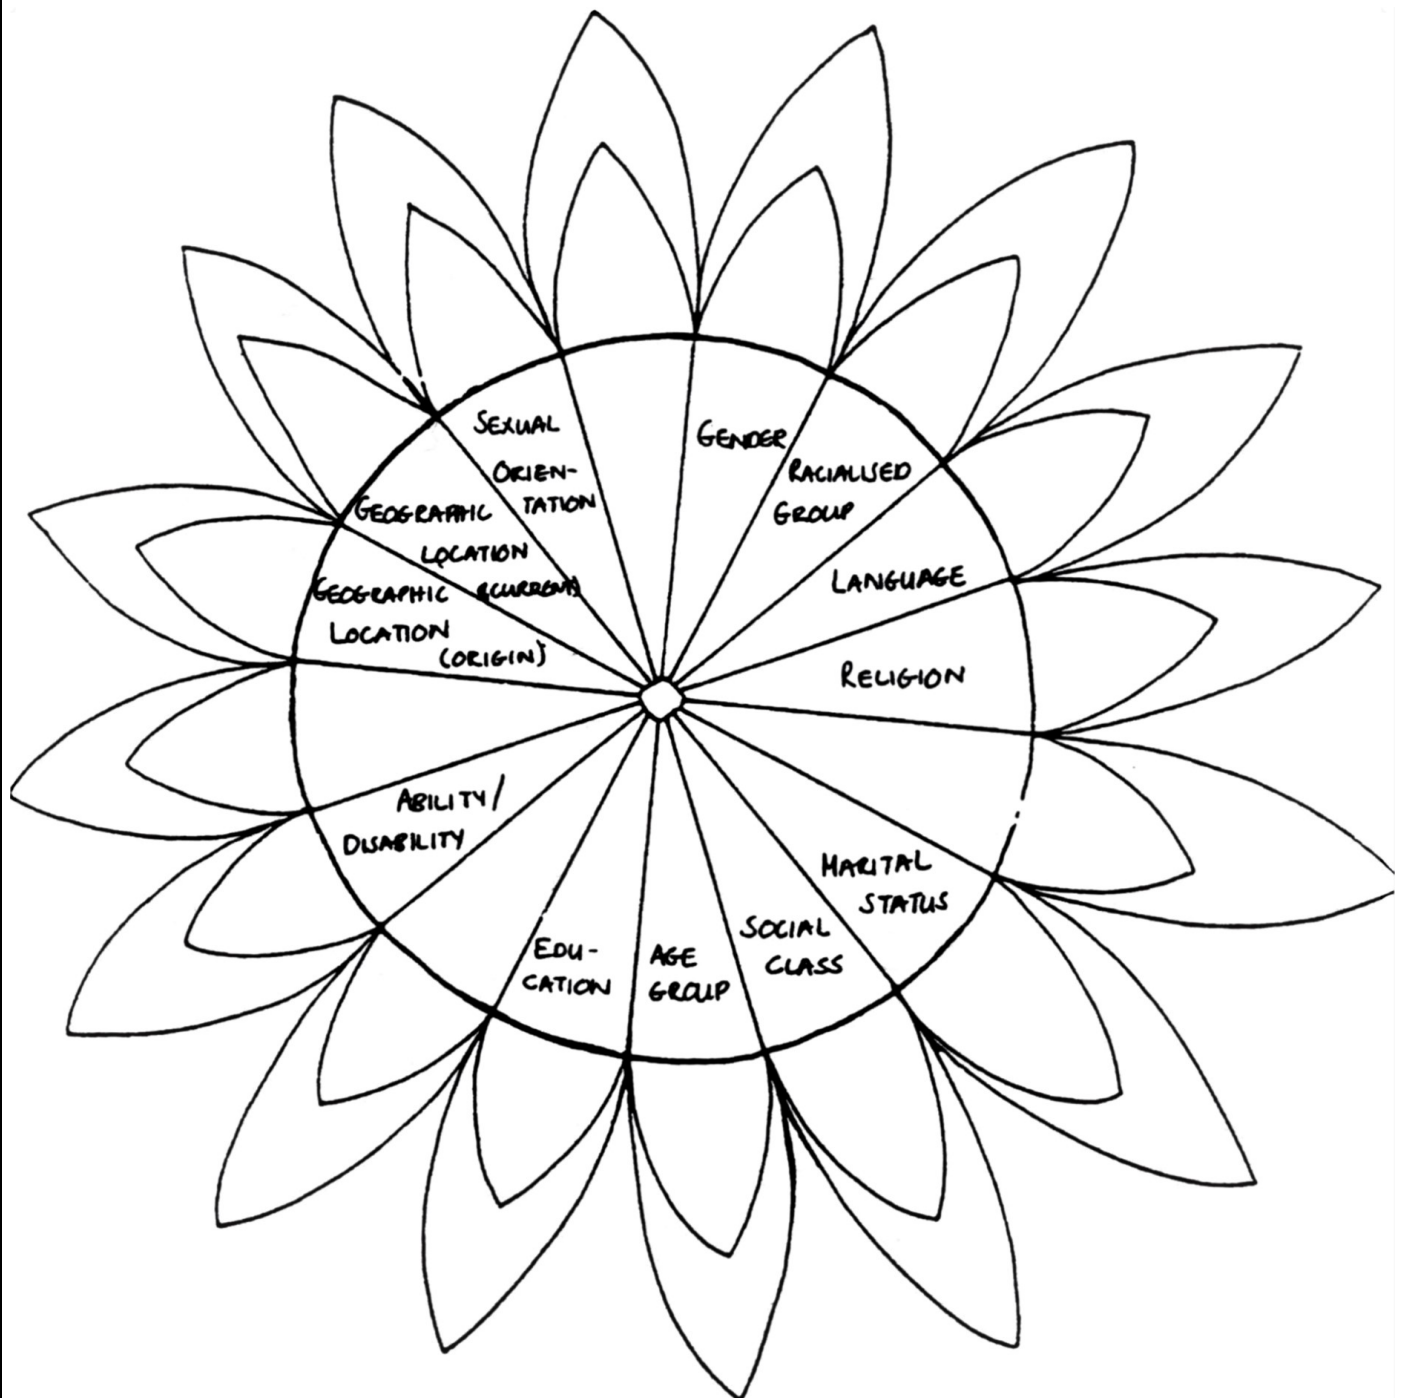 GENDER
RACIALISED
GROUP
LANGUAGE
RELIGION
MARITAL
STATUS
SOCIAL
CLASS
AGE
GROUP
EDU-
CATION
ABILITY/
DISABILITY
GEOGRAPHIC
LOCATION
(ORIGIN)
GEOGRAPHIC
LOCATION
(CURRENT)
SEXUAL
ORIEN-
TATION